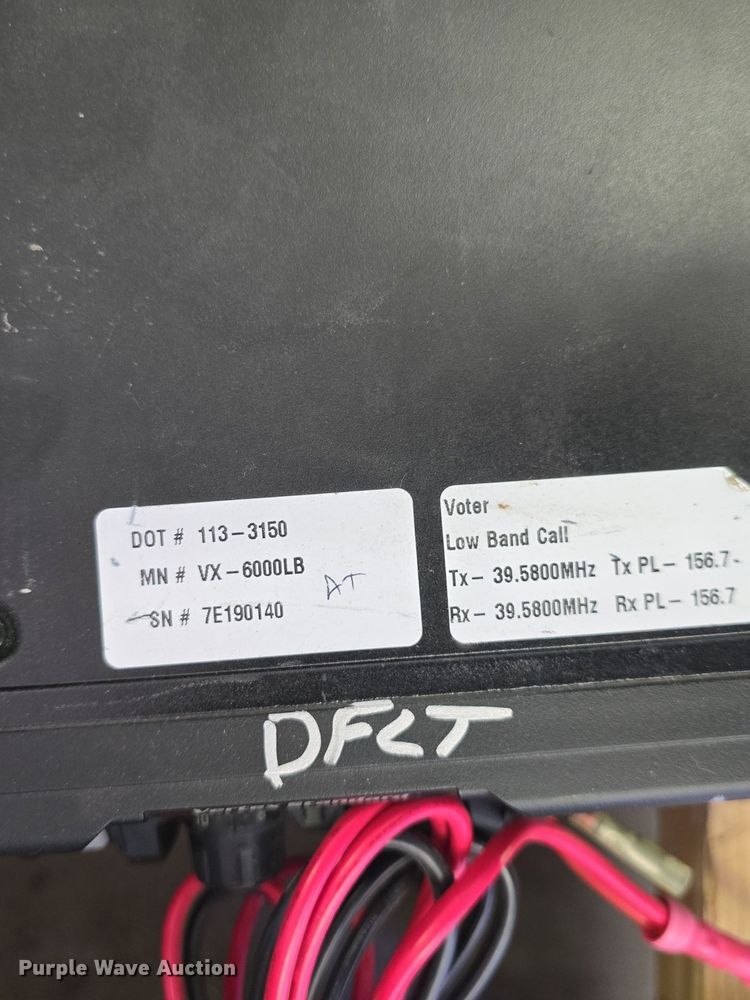 DOT # 113-3150
MN # VX-6000LB
SN # 7E190140
AT
Voter
Low Band Call
Tx- 39.5800MHz Tx PL- 156.7
Rx- 39.5800MHz Rx PL- 156.7
DFCT
Purple Wave Auction